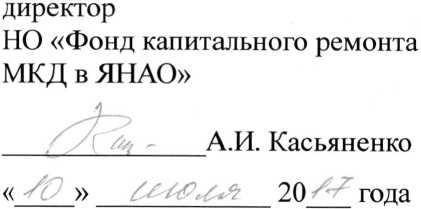 директор
НО «Фонд капитального ремонта
МКД в ЯНАО»
А.И. Касьяненко
«10» июля 2017 года